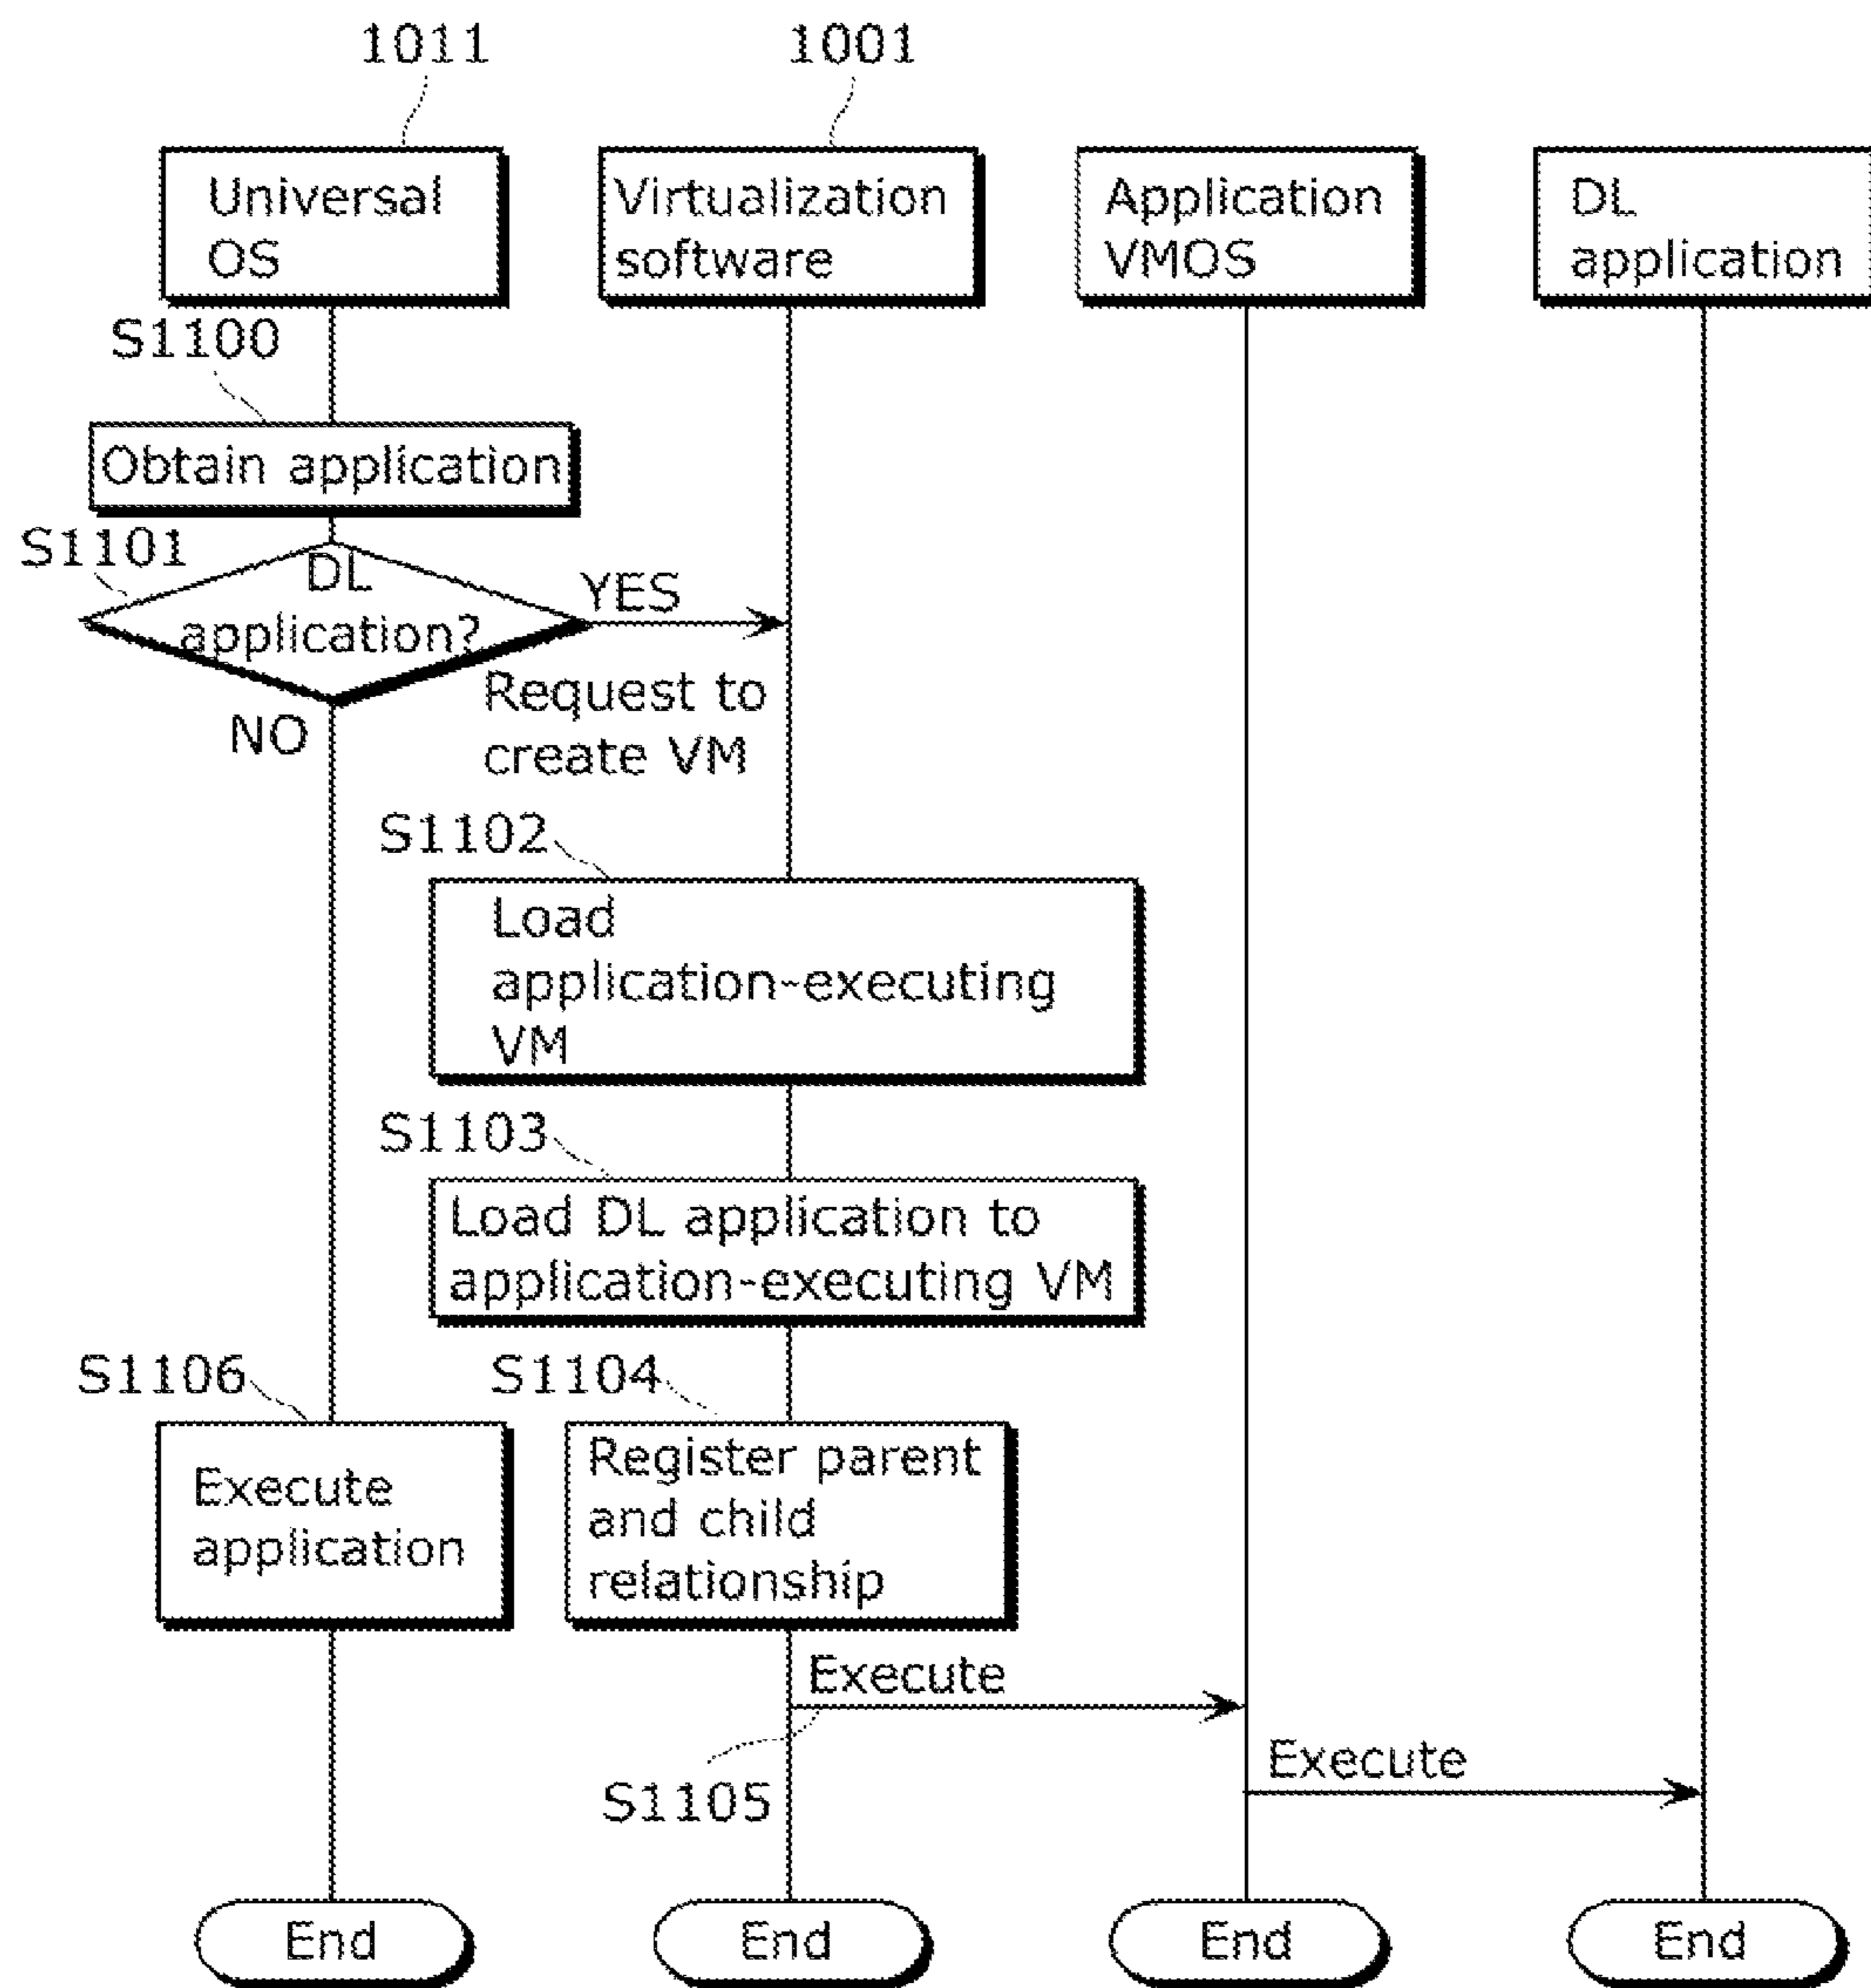 1011
1001
Universal
OS
Virtualization
software
Application
VMOS
DL
application
S1100
Obtain application
S1101
DL
application?
YES
Request to
create VM
NO
S1102
Load
application-executing
VM
S1103
Load DL application to
application-executing VM
S1106
S1104
Execute
application
Register parent
and child
relationship
Execute
S1105
Execute
End
End
End
End